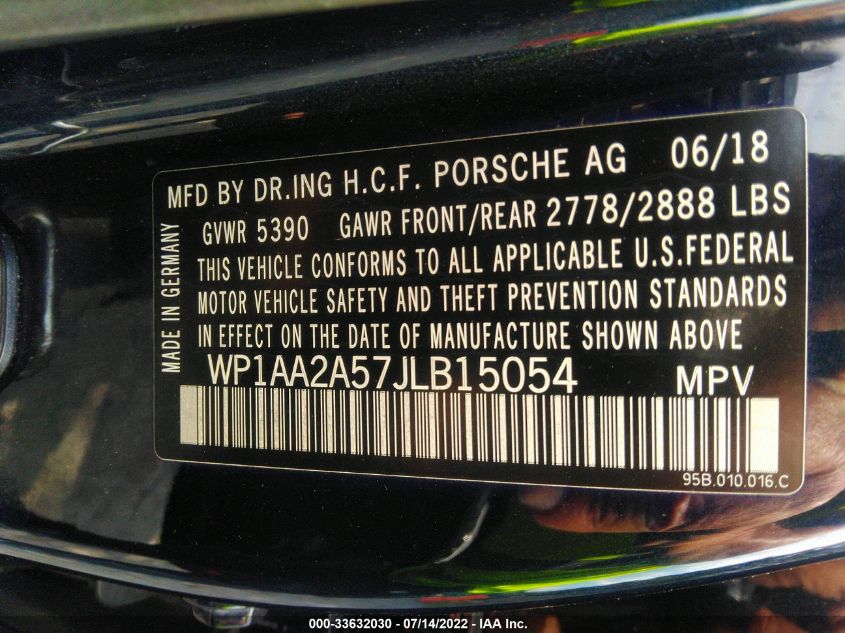 MFD BY DR.ING H.C.F. PORSCHE AG 06/18
GVWR 5390 GAWR FRONT/REAR 2778/2888 LBS
THIS VEHICLE CONFORMS TO ALL APPLICABLE U.S.FEDERAL
MOTOR VEHICLE SAFETY AND THEFT PREVENTION STANDARDS
IN EFFECT ON THE DATE OF MANUFACTURE SHOWN ABOVE
MADE IN GERMANY
WP1AA2A57JLB15054 MPV
95B.010.016.C
000-33632030 - 07/14/2022 - IAA Inc.